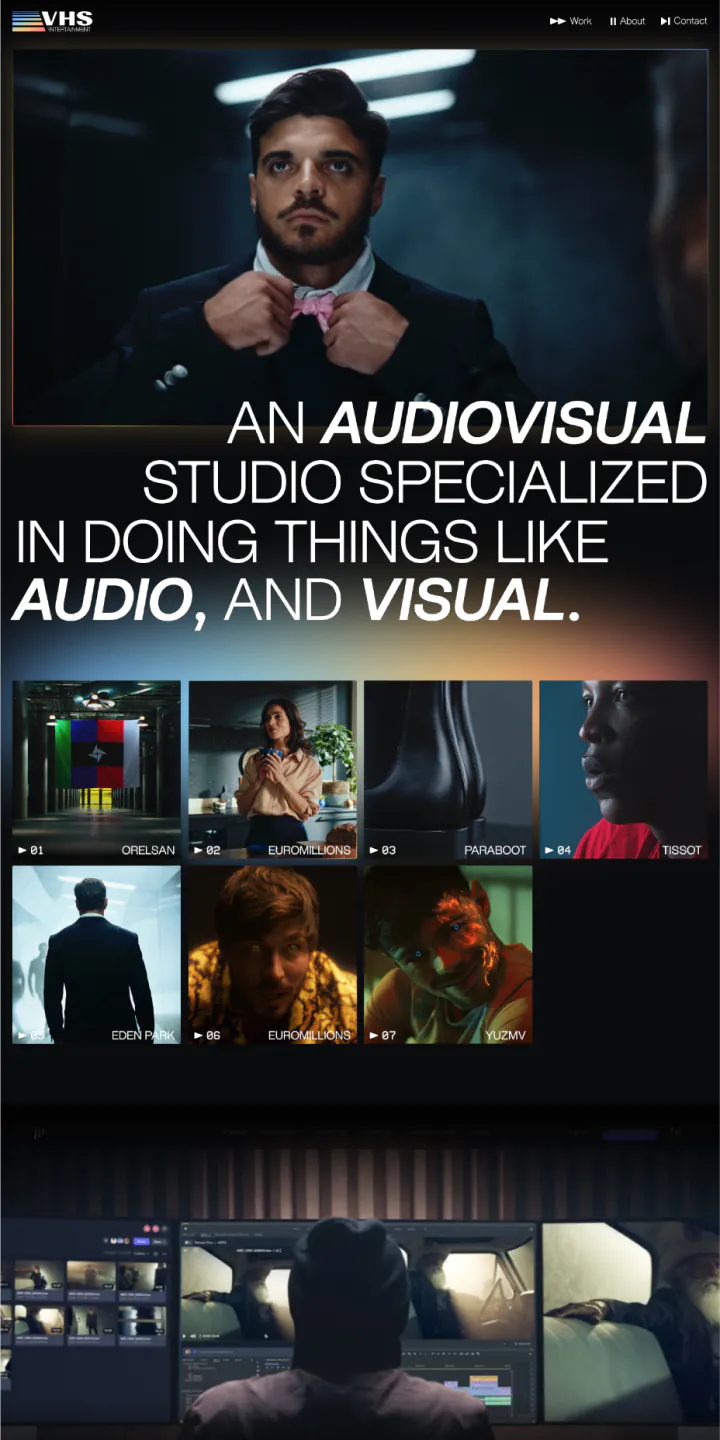 VHS
ENTERTAINMENT
Work
About
Contact
AN AUDIOVISUAL
STUDIO SPECIALIZED
IN DOING THINGS LIKE
AUDIO, AND VISUAL.
01 ORELSAN
02 EUROMILLIONS
03 PARABOOT
04 TISSOT
05 EDEN PARK
06 EUROMILLIONS
07 YUZMV